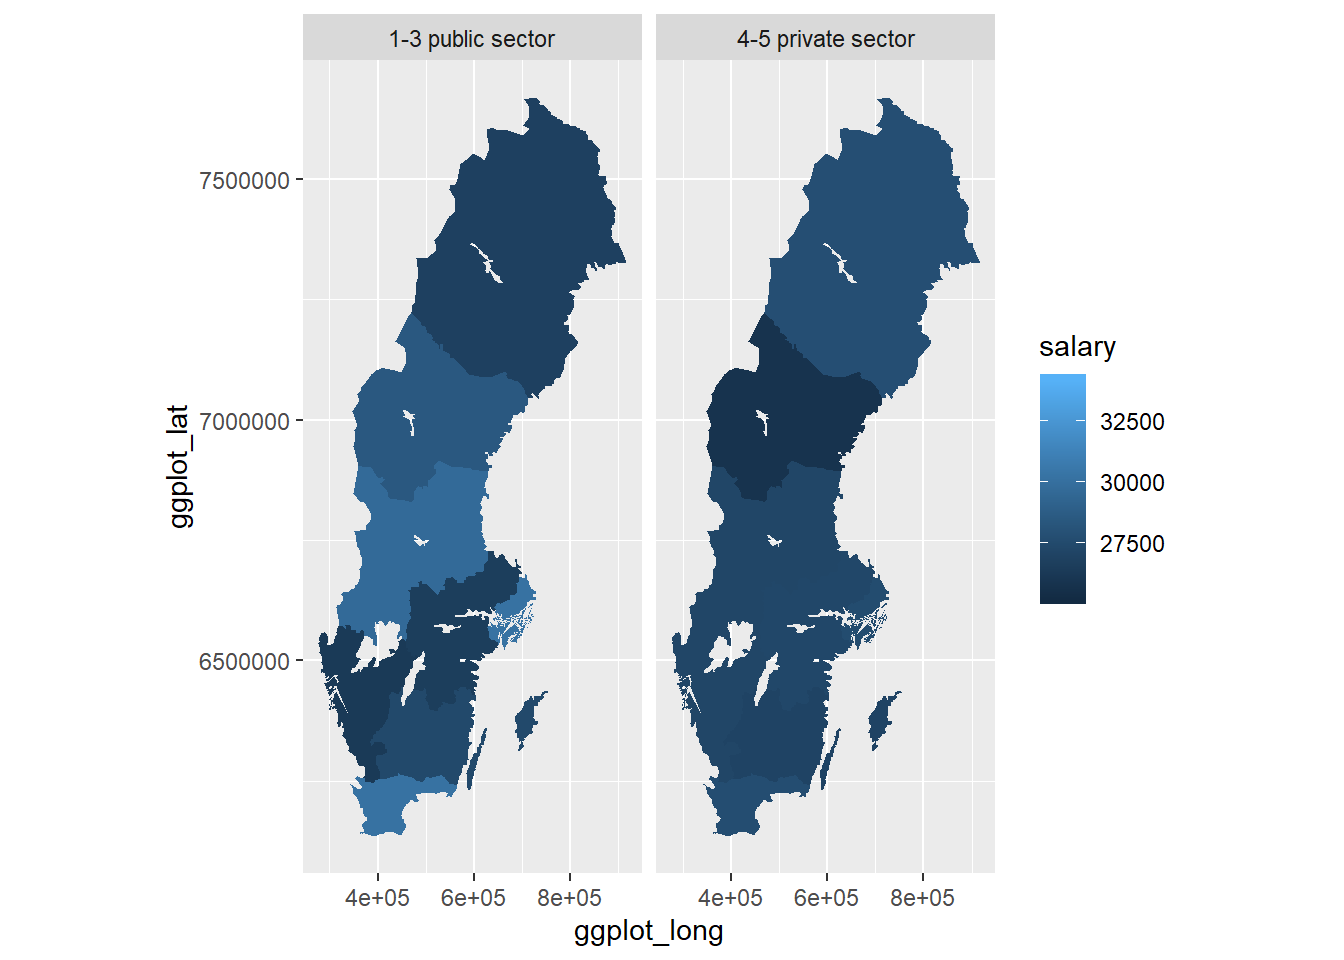 1-3 public sector
4-5 private sector
7500000
7000000
6500000
ggplot_lat
4e+05
6e+05
8e+05
4e+05
6e+05
8e+05
ggplot_long
salary
32500
30000
27500